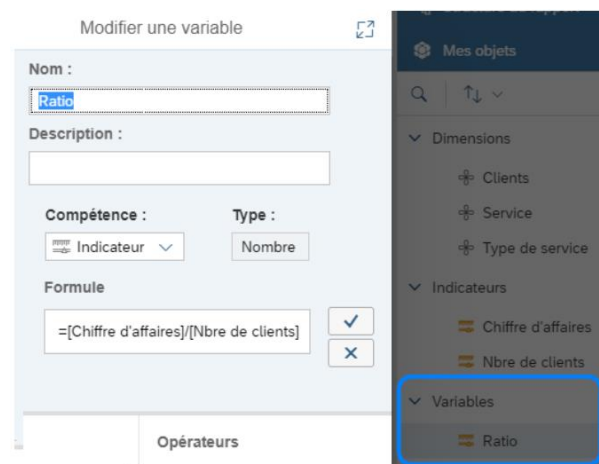 Modifier une variable
Nom :
Ratio
Description :
Compétence :
Type :
Indicateur
Nombre
Formule
=[Chiffre d'affaires]/[Nbre de clients]
Opérateurs
Mes objets
Dimensions
Clients
Service
Type de service
Indicateurs
Chiffre d'affaires
Nbre de clients
Variables
Ratio